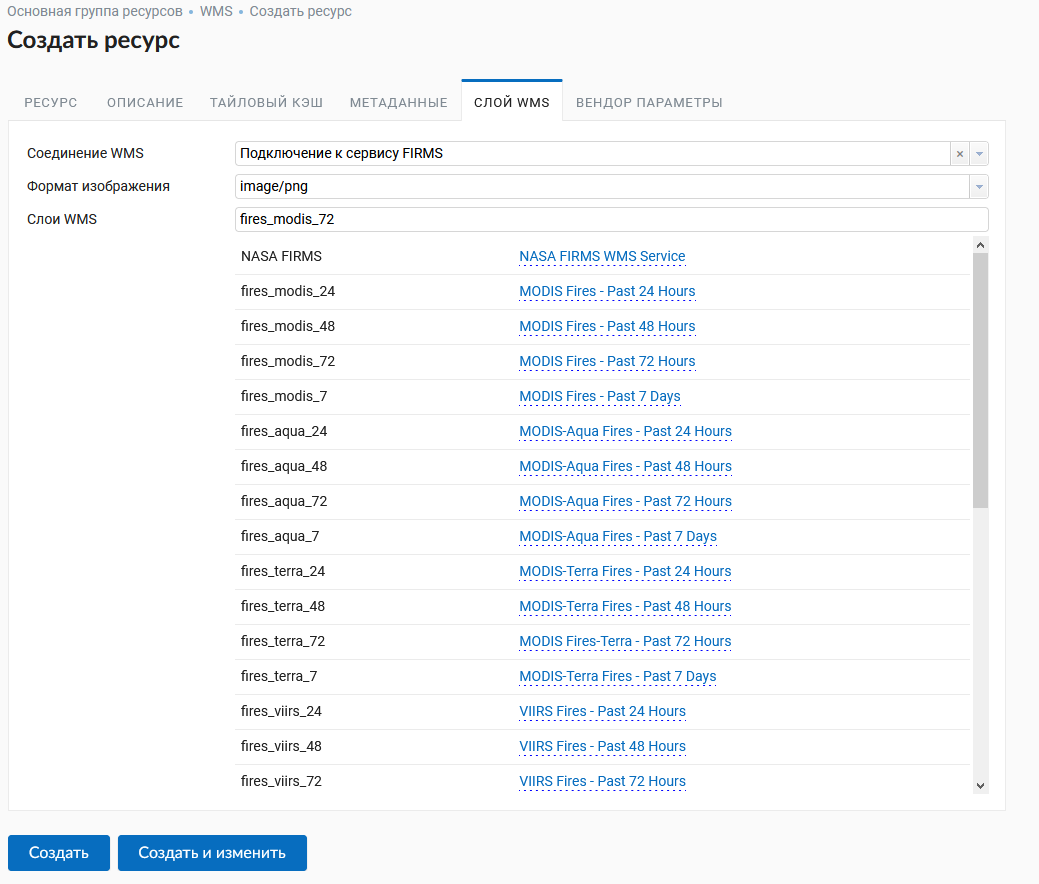 Основная группа ресурсов • WMS • Создать ресурс
Создать ресурс
РЕСУРС ОПИСАНИЕ ТАЙЛОВЫЙ КЭШ МЕТАДАННЫЕ СЛОЙ WMS ВЕНДОР ПАРАМЕТРЫ
Соединение WMS Подключение к сервису FIRMS ×
Формат изображения image/png
Слои WMS fires_modis_72
NASA FIRMS NASA FIRMS WMS Service
fires_modis_24 MODIS Fires - Past 24 Hours
fires_modis_48 MODIS Fires - Past 48 Hours
fires_modis_72 MODIS Fires - Past 72 Hours
fires_modis_7 MODIS Fires - Past 7 Days
fires_aqua_24 MODIS-Aqua Fires - Past 24 Hours
fires_aqua_48 MODIS-Aqua Fires - Past 48 Hours
fires_aqua_72 MODIS-Aqua Fires - Past 72 Hours
fires_aqua_7 MODIS-Aqua Fires - Past 7 Days
fires_terra_24 MODIS-Terra Fires - Past 24 Hours
fires_terra_48 MODIS-Terra Fires - Past 48 Hours
fires_terra_72 MODIS Fires-Terra - Past 72 Hours
fires_terra_7 MODIS-Terra Fires - Past 7 Days
fires_viirs_24 VIIRS Fires - Past 24 Hours
fires_viirs_48 VIIRS Fires - Past 48 Hours
fires_viirs_72 VIIRS Fires - Past 72 Hours
Создать Создать и изменить